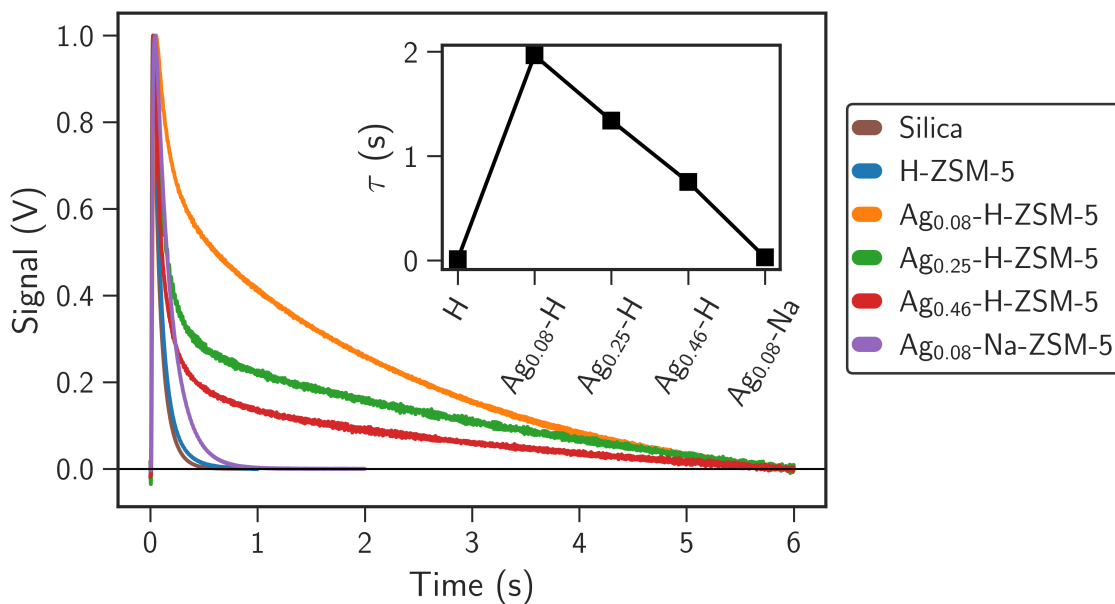 Signal (V)
1.0
0.8
0.6
0.4
0.2
0.0
0
1
2
3
4
5
6
Time (s)
τ (s)
2
1
0
H
Ag₀.₀₈-H
Ag₀.₂₅-H
Ag₀.₄₆-H
Ag₀.₀₈-Na
Silica
H-ZSM-5
Ag₀.₀₈-H-ZSM-5
Ag₀.₂₅-H-ZSM-5
Ag₀.₄₆-H-ZSM-5
Ag₀.₀₈-Na-ZSM-5